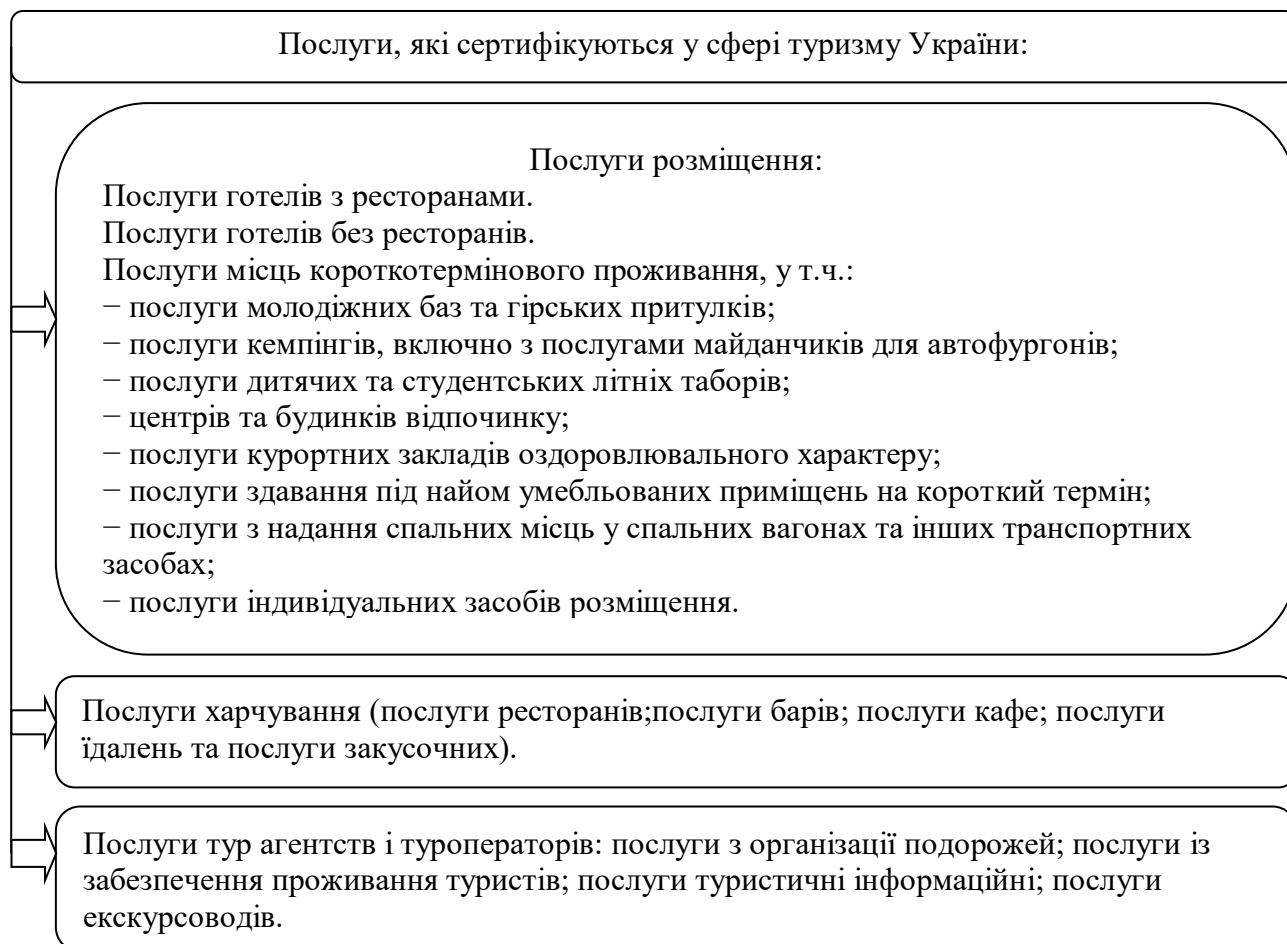 Послуги, які сертифікуються у сфері туризму України:
Послуги розміщення:
Послуги готелів з ресторанами.
Послуги готелів без ресторанів.
Послуги місць короткотермінового проживання, у т.ч.:
− послуги молодіжних баз та гірських притулків;
− послуги кемпінгів, включно з послугами майданчиків для автофургонів;
− послуги дитячих та студентських літніх таборів;
− центрів та будинків відпочинку;
− послуги курортних закладів оздоровлювального характеру;
− послуги здавання під найом умебльованих приміщень на короткий термін;
− послуги з надання спальних місць у спальних вагонах та інших транспортних
засобах;
− послуги індивідуальних засобів розміщення.
Послуги харчування (послуги ресторанів;послуги барів; послуги кафе; послуги
їдалень та послуги закусочних).
Послуги тур агентств і туроператорів: послуги з організації подорожей; послуги із
забезпечення проживання туристів; послуги туристичні інформаційні; послуги
екскурсоводів.